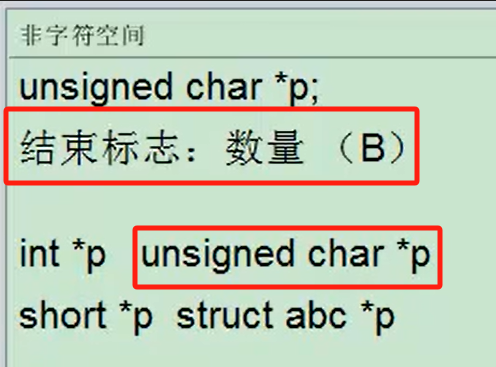 非字符空间
unsigned char *p;
结束标志：数量 （B）
int *p unsigned char *p
short *p struct abc *p